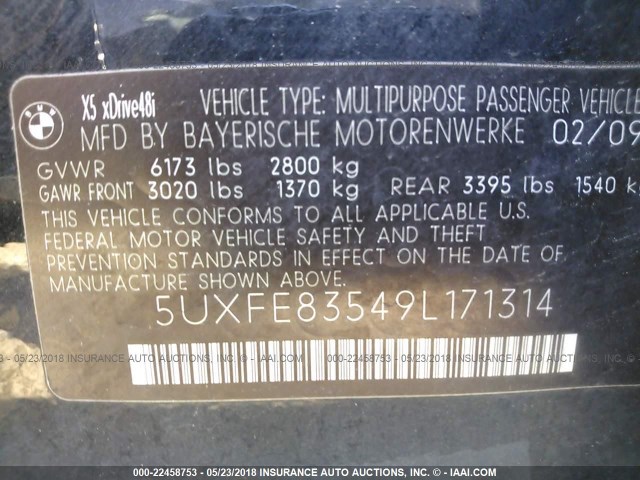 BMW
X5 xDrive48i VEHICLE TYPE: MULTIPURPOSE PASSENGER VEHICLE
MFD BY BAYERISCHE MOTORENWERKE 02/09
GVWR 6173 lbs 2800 kg
GAWR FRONT 3020 lbs 1370 kg REAR 3395 lbs 1540 k
THIS VEHICLE CONFORMS TO ALL APPLICABLE U.S.
FEDERAL MOTOR VEHICLE SAFETY AND THEFT
PREVENTION STANDARDS IN EFFECT ON THE DATE OF
MANUFACTURE SHOWN ABOVE.
5UXFE83549L171314
000-22458753 - 05/23/2018 INSURANCE AUTO AUCTIONS, INC. - © - IAAI.COM